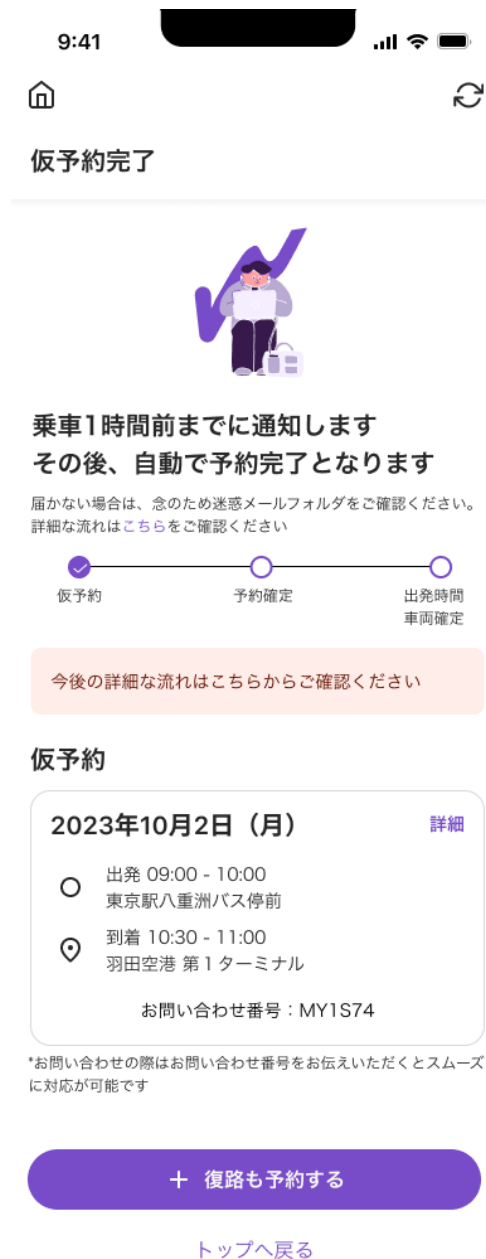 9:41
仮予約完了
乗車1時間前までに通知します
その後、自動で予約完了となります
届かない場合は、念のため迷惑メールフォルダをご確認ください。
詳細な流れはこちらをご確認ください
仮予約 予約確定 出発時間
車両確定
今後の詳細な流れはこちらからご確認ください
仮予約
2023年10月2日（月） 詳細
出発 09:00 - 10:00
東京駅八重洲バス停前
到着 10:30 - 11:00
羽田空港 第１ターミナル
お問い合わせ番号：MY1S74
*お問い合わせの際はお問い合わせ番号をお伝えいただくとスムーズ
に対応が可能です
＋ 復路も予約する
トップへ戻る